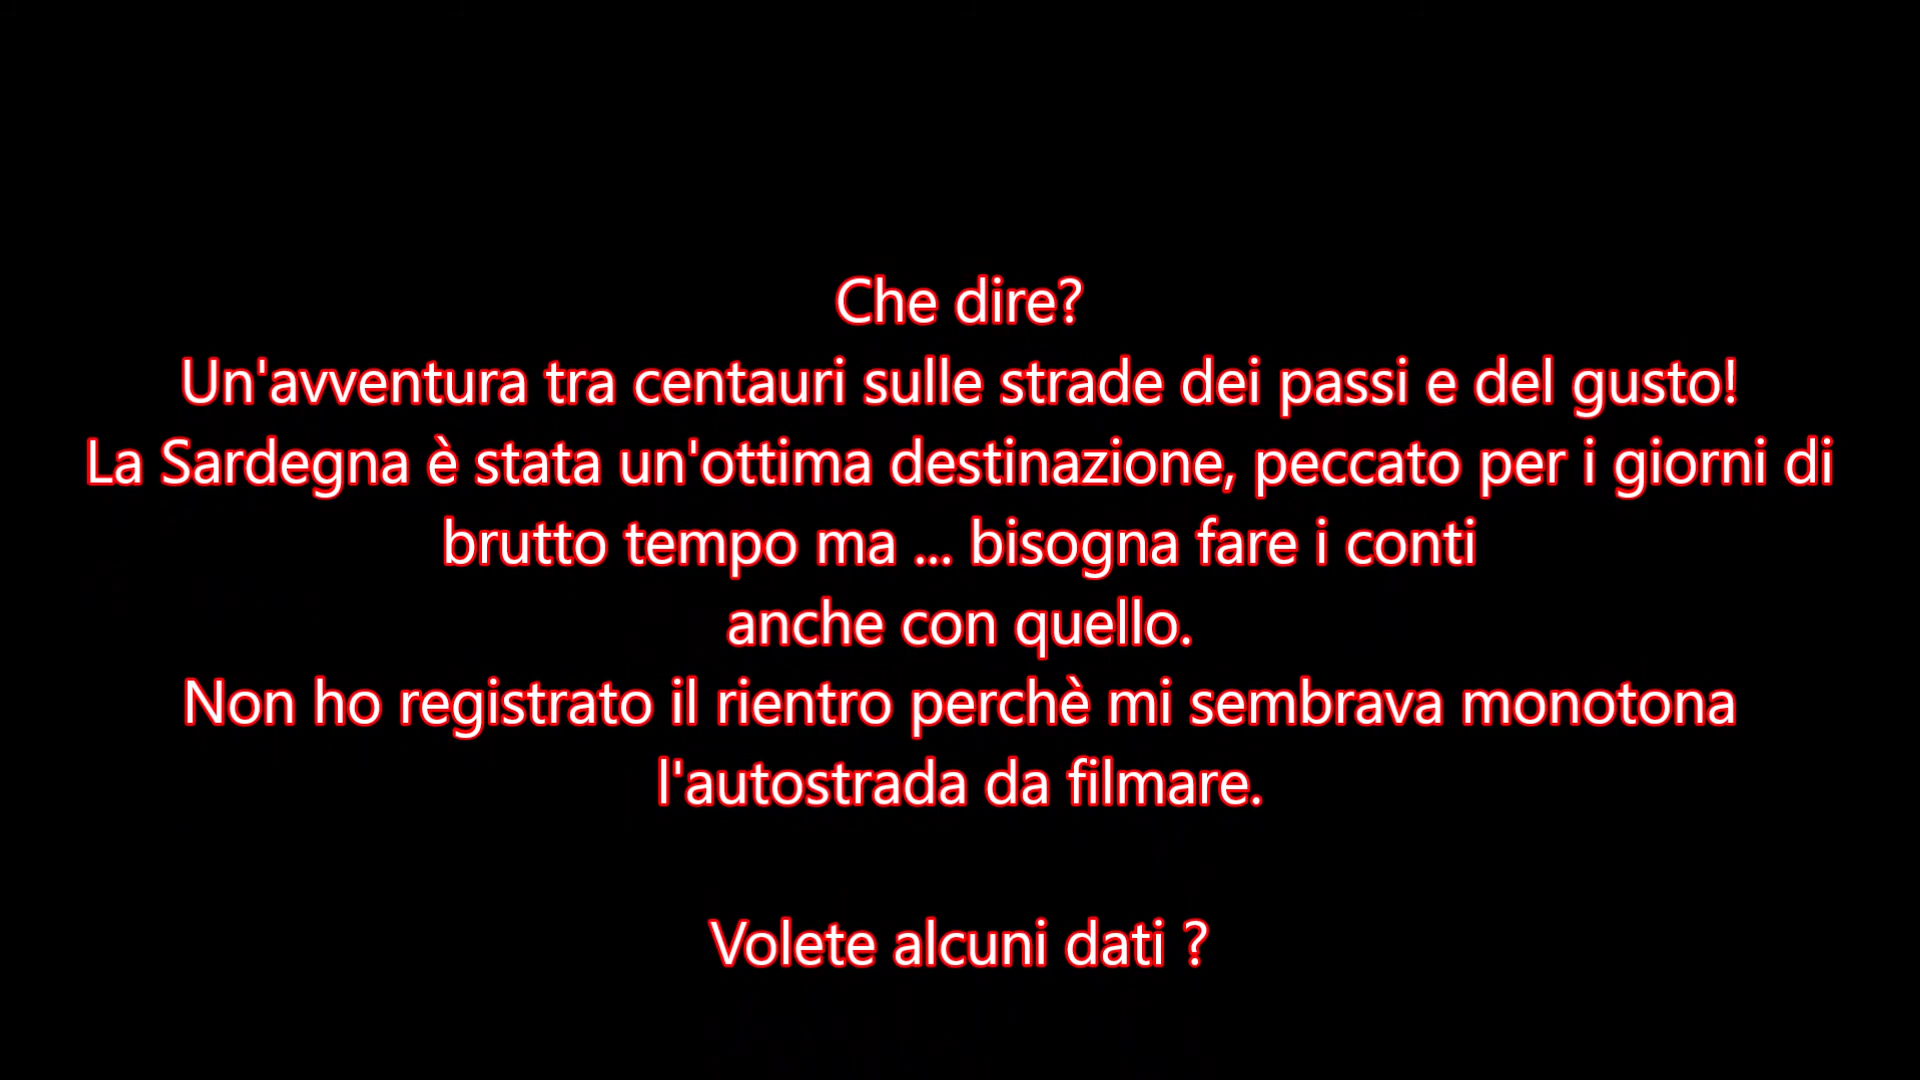 Che dire?
Un'avventura tra centauri sulle strade dei passi e del gusto!
La Sardegna è stata un'ottima destinazione, peccato per i giorni di
brutto tempo ma ... bisogna fare i conti
anche con quello.
Non ho registrato il rientro perchè mi sembrava monotona
l'autostrada da filmare.
Volete alcuni dati ?